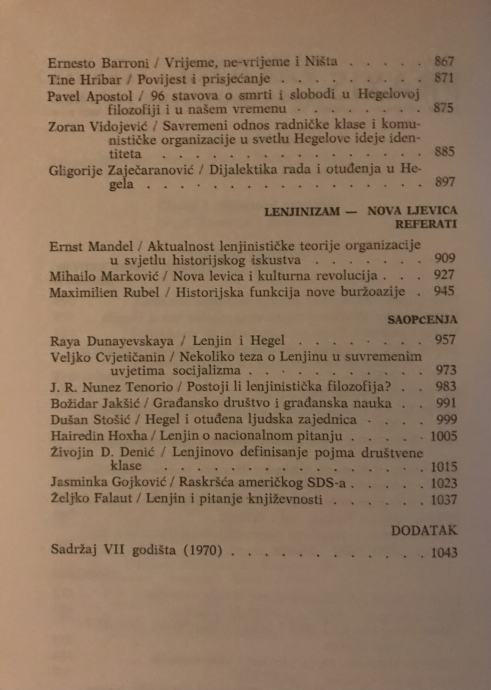 Ernesto Barroni / Vrijeme, ne-vrijeme i Ništa . . . . . 867
Tine Hribar / Povijest i prisjećanje . . . . . . . . 871
Pavel Apostol / 96 stavova o smrti i slobodi u Hegelovoj
filozofiji i u našem vremenu . . . . . . . 875
Zoran Vidojević / Savremeni odnos radničke klase i komu-
nističke organizacije u svetlu Hegelove ideje iden-
titeta . . . . . . . . . . . . . . . 885
Gligorije Zaječaranović / Dijalektika rada i otuđenja u He-
gela . . . . . . . . . . . . . . . . 897
LENJINIZAM — NOVA LJEVICA
REFERATI
Ernst Mandel / Aktualnost lenjinističke teorije organizacije
u svjetlu historijskog iskustva . . . . . . . 909
Mihailo Marković / Nova levica i kulturna revolucija . . . 927
Maximilien Rubel / Historijska funkcija nove buržoazije . 945
SAOPĆENJA
Raya Dunayevskaya / Lenjin i Hegel . . . . . . . 957
Veljko Cvjetičanin / Nekoliko teza o Lenjinu u suvremenim
uvjetima socijalizma . . . . . . . . . . 973
J. R. Nunez Tenorio / Postoji li lenjinistička filozofija? . . 983
Božidar Jakšić / Građansko društvo i građanska nauka . . 991
Dušan Stošić / Hegel i otuđena ljudska zajednica . . . . 999
Hairedin Hoxha / Lenjin o nacionalnom pitanju . . . . . 1005
Živojin D. Denić / Lenjinovo definisanje pojma društvene
klase . . . . . . . . . . . . . . . 1015
Jasminka Gojković / Raskršća američkog SDS-a . . . . . 1023
Željko Falaut / Lenjin i pitanje književnosti . . . . . . 1037
DODATAK
Sadržaj VII godišta (1970) . . . . . . . . . . . . 1043